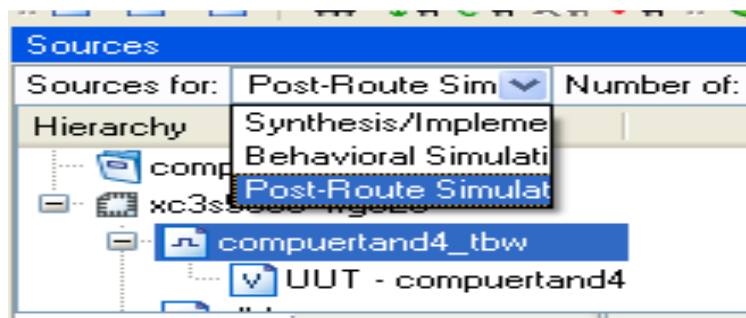 Sources
Sources for: Post-Route Sim Number of:
Hierarchy
Synthesis/Impleme
Behavioral Simulati
Post-Route Simulat
comp
xc3s
compuertand4_tbw
UUT - compuertand4